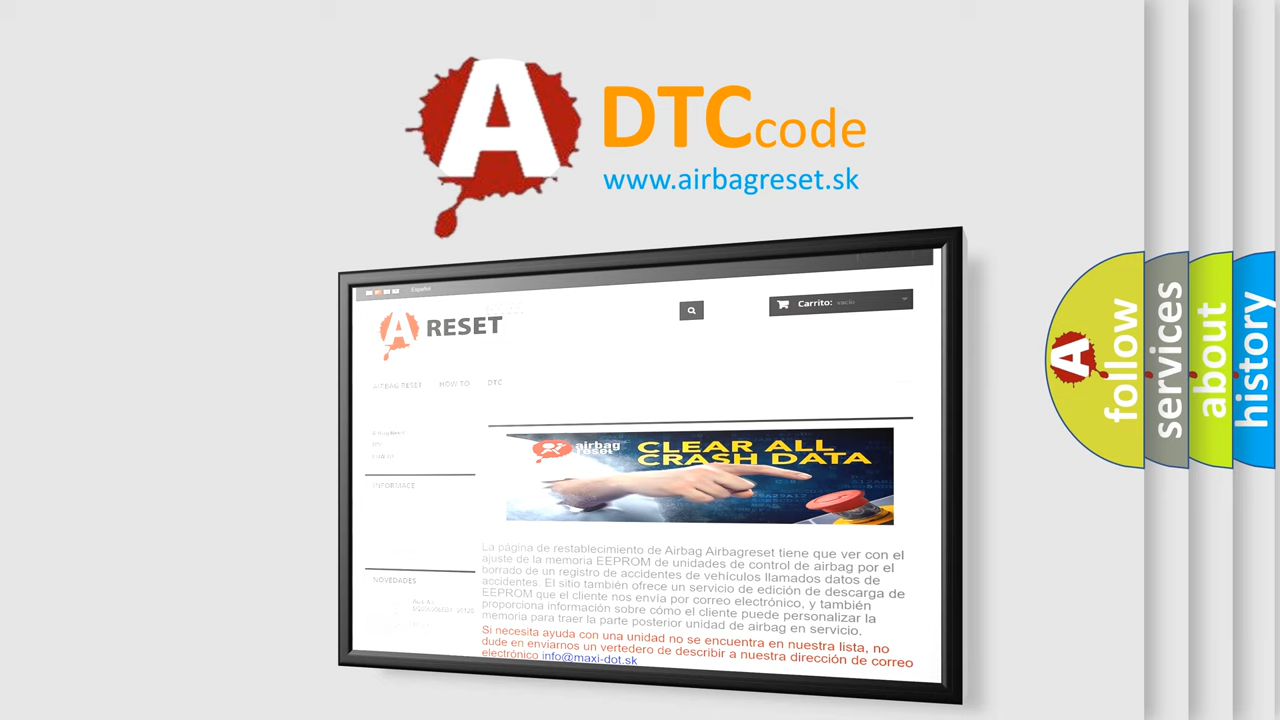 A DTC code
www.airbagreset.sk
Español
A RESET
Carrito: vacío
AIRBAG RESET HOW TO DTC
INFORMACE
NOVEDADES
airbag
reset
CLEAR ALL
CRASH DATA
La página de restablecimiento de Airbag Airbagreset tiene que ver con el
ajuste de la memoria EEPROM de unidades de control de airbag por el
borrado de un registro de accidentes de vehículos llamados datos de
accidentes. El sitio también ofrece un servicio de edición de descarga de
EEPROM que el cliente nos envía por correo electrónico, y también
proporciona información sobre cómo el cliente puede personalizar la
memoria para traer la parte posterior unidad de airbag en servicio.
Si necesita ayuda con una unidad no se encuentra en nuestra lista, no
dude en enviarnos un vertedero de describir a nuestra dirección de correo
electrónico info@maxi-dot.sk
A follow
services
about
history